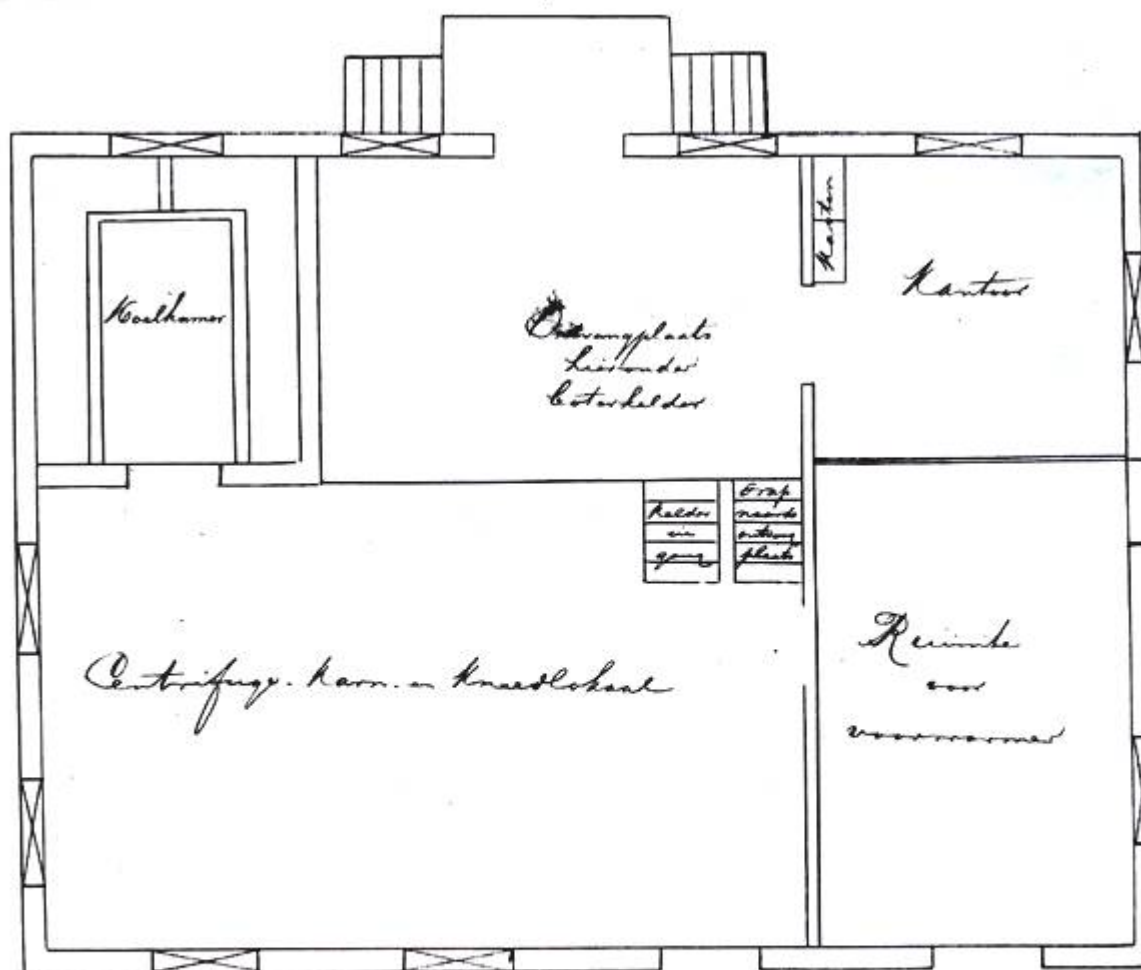 Kasten
Kantoor
Koelkamer
Ontvangplaats
hieronder
boterkelder
Kelder
in
gang
Trap
naar
ontvang
plaats
Centrifuge. Karn. en Kneedlokaal
Ruimte
voor
voorwarmer